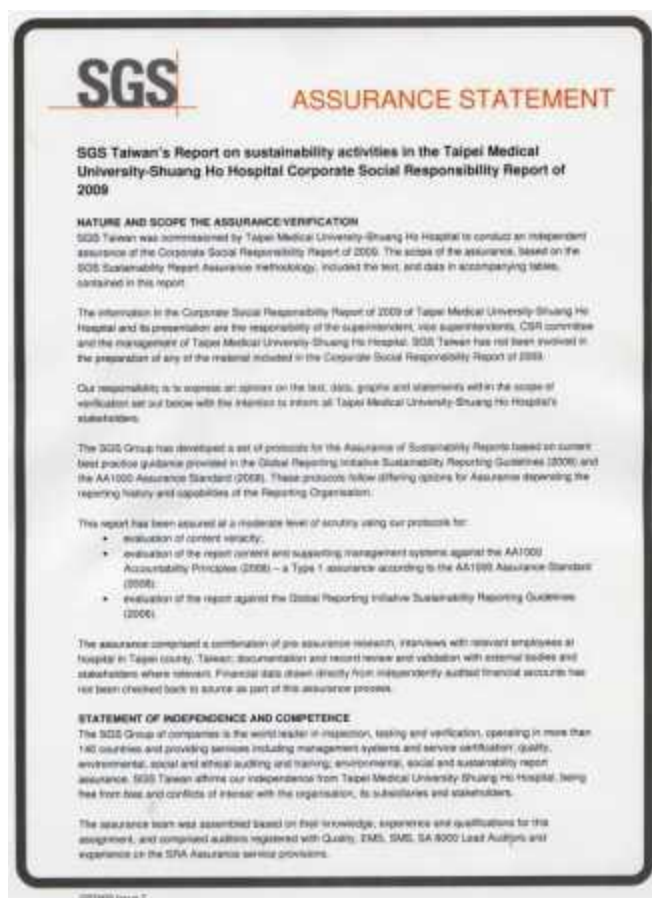 SGS
ASSURANCE STATEMENT
SGS Taiwan's Report on sustainability activities in the Taipei Medical
University-Shuang Ho Hospital Corporate Social Responsibility Report of
2009
NATURE AND SCOPE THE ASSURANCE/VERIFICATION
SGS Taiwan was commissioned by Taipei Medical University-Shuang Ho Hospital to conduct an independent
assurance of the Corporate Social Responsibility Report of 2009. The scope of the assurance, based on the
SGS Sustainability Report Assurance methodology, included the text, and data in accompanying tables,
contained in this report.
The information in the Corporate Social Responsibility Report of 2009 of Taipei Medical University-Shuang Ho
Hospital and its presentation are the responsibility of the superintendent, vice superintendents, CSR committee
and the management of Taipei Medical University-Shuang Ho Hospital. SGS Taiwan has not been involved in
the preparation of any of the material included in the Corporate Social Responsibility Report of 2009.
Our responsibility is to express an opinion on the text, data, graphs and statements within the scope of
verification set out below with the intention to inform all Taipei Medical University-Shuang Ho Hospital's
stakeholders.
The SGS Group has developed a set of protocols for the Assurance of Sustainability Reports based on current
best practice guidance provided in the Global Reporting Initiative Sustainability Reporting Guidelines (2006) and
the AA1000 Assurance Standard (2008). These protocols follow differing options for Assurance depending the
reporting history and capabilities of the Reporting Organisation.
This report has been assured at a moderate level of scrutiny using our protocols for:
• evaluation of content veracity;
• evaluation of the report content and supporting management systems against the AA1000
Accountability Principles (2008) – a Type 1 assurance according to the AA1000 Assurance Standard
(2008);
• evaluation of the report against the Global Reporting Initiative Sustainability Reporting Guidelines
(2006).
The assurance comprised a combination of pre-assurance research, interviews with relevant employees at
hospital in Taipei county, Taiwan; documentation and record review and validation with external bodies and
stakeholders where relevant. Financial data drawn directly from independently audited financial accounts has
not been checked back to source as part of this assurance process.
STATEMENT OF INDEPENDENCE AND COMPETENCE
The SGS Group of companies is the world leader in inspection, testing and verification, operating in more than
140 countries and providing services including management systems and service certification; quality,
environmental, social and ethical auditing and training; environmental, social and sustainability report
assurance. SGS Taiwan affirms our independence from Taipei Medical University-Shuang Ho Hospital, being
free from bias and conflicts of interest with the organisation, its subsidiaries and stakeholders.
The assurance team was assembled based on their knowledge, experience and qualifications for this
assignment, and comprised auditors registered with Quality, EMS, SMS, SA 8000 Lead Auditors and
experience on the SRA Assurance service provisions.